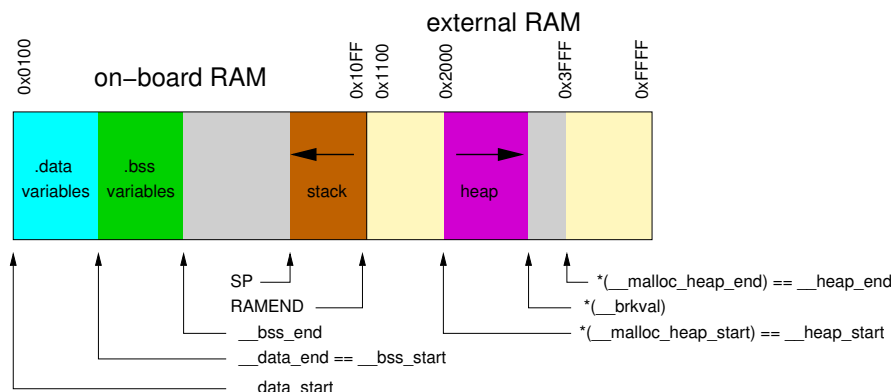 external RAM
on−board RAM
0x0100
0x10FF
0x1100
0x2000
0x3FFF
0xFFFF
.data
variables
.bss
variables
stack
heap
SP
RAMEND
__bss_end
__data_end == __bss_start
__data_start
*(__malloc_heap_end) == __heap_end
*(__brkval)
*(__malloc_heap_start) == __heap_start